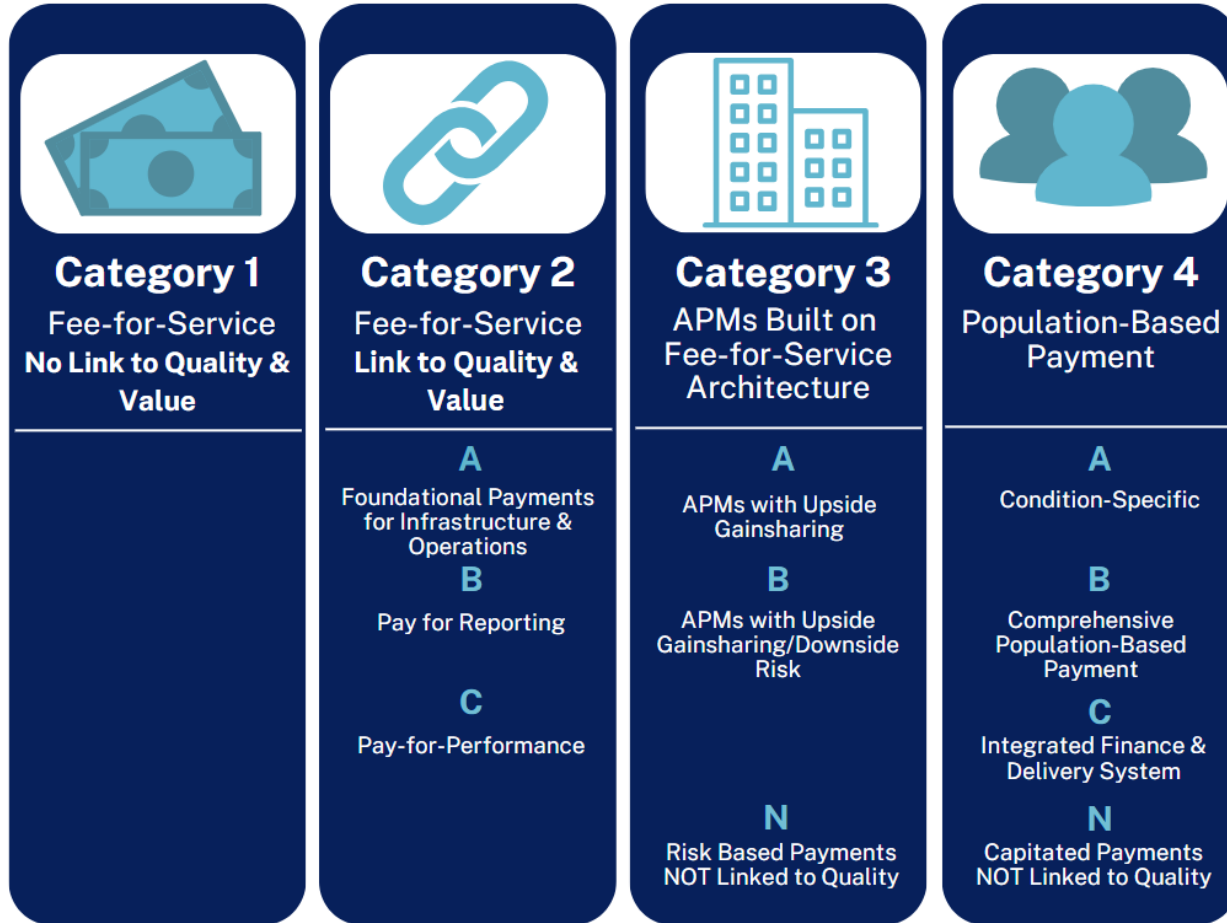 Category 1
Fee-for-Service
No Link to Quality &
Value
Category 2
Fee-for-Service
Link to Quality &
Value
A
Foundational Payments
for Infrastructure &
Operations
B
Pay for Reporting
C
Pay-for-Performance
Category 3
APMs Built on
Fee-for-Service
Architecture
A
APMs with Upside
Gainsharing
B
APMs with Upside
Gainsharing/Downside
Risk
N
Risk Based Payments
NOT Linked to Quality
Category 4
Population-Based
Payment
A
Condition-Specific
B
Comprehensive
Population-Based
Payment
C
Integrated Finance &
Delivery System
N
Capitated Payments
NOT Linked to Quality